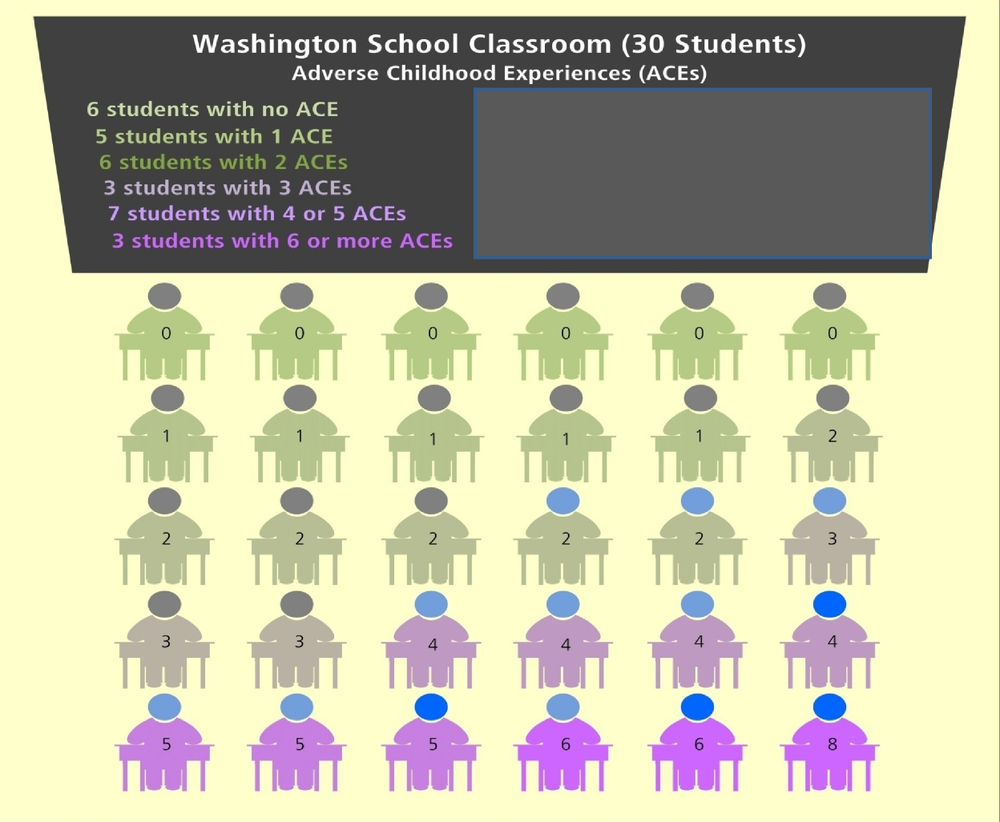 Washington School Classroom (30 Students)
Adverse Childhood Experiences (ACEs)
6 students with no ACE
5 students with 1 ACE
6 students with 2 ACEs
3 students with 3 ACEs
7 students with 4 or 5 ACEs
3 students with 6 or more ACEs
0 0 0 0 0 0
1 1 1 1 1 2
2 2 2 2 2 3
3 3 4 4 4 4
5 5 5 6 6 8